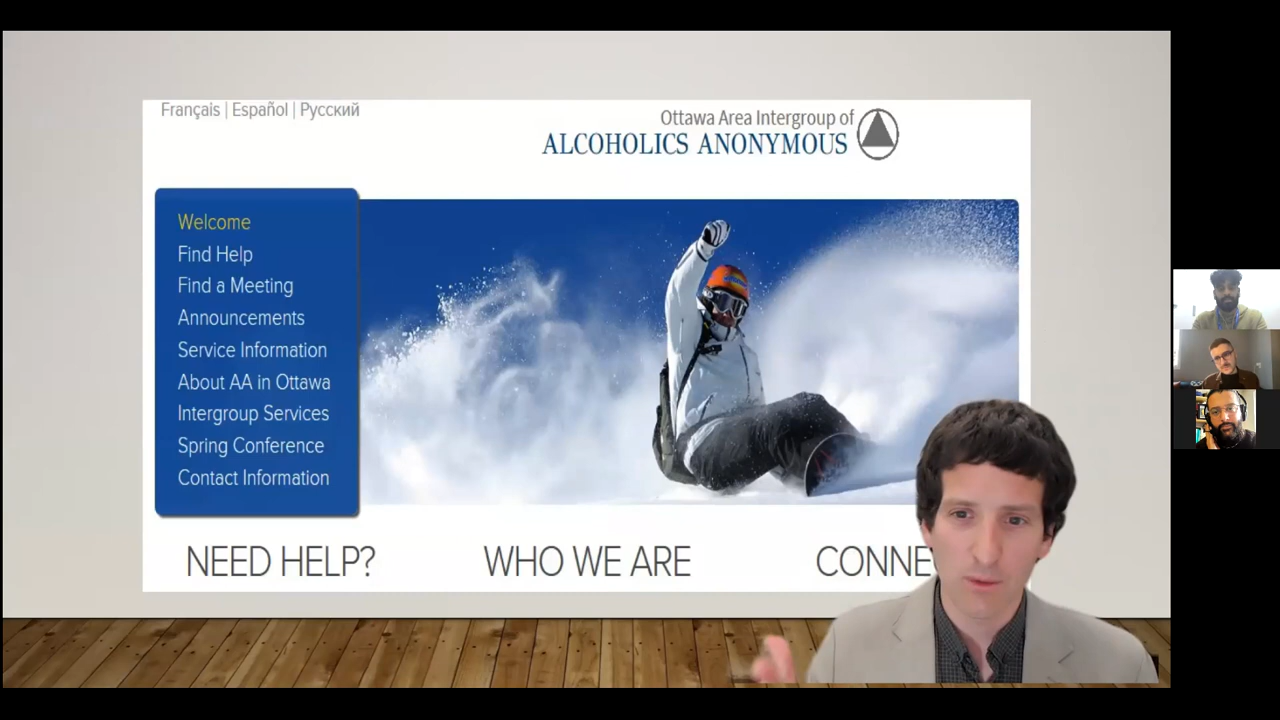 Français | Español | Русский
Ottawa Area Intergroup of
ALCOHOLICS ANONYMOUS
Welcome
Find Help
Find a Meeting
Announcements
Service Information
About AA in Ottawa
Intergroup Services
Spring Conference
Contact Information
NEED HELP?
WHO WE ARE
CONNE